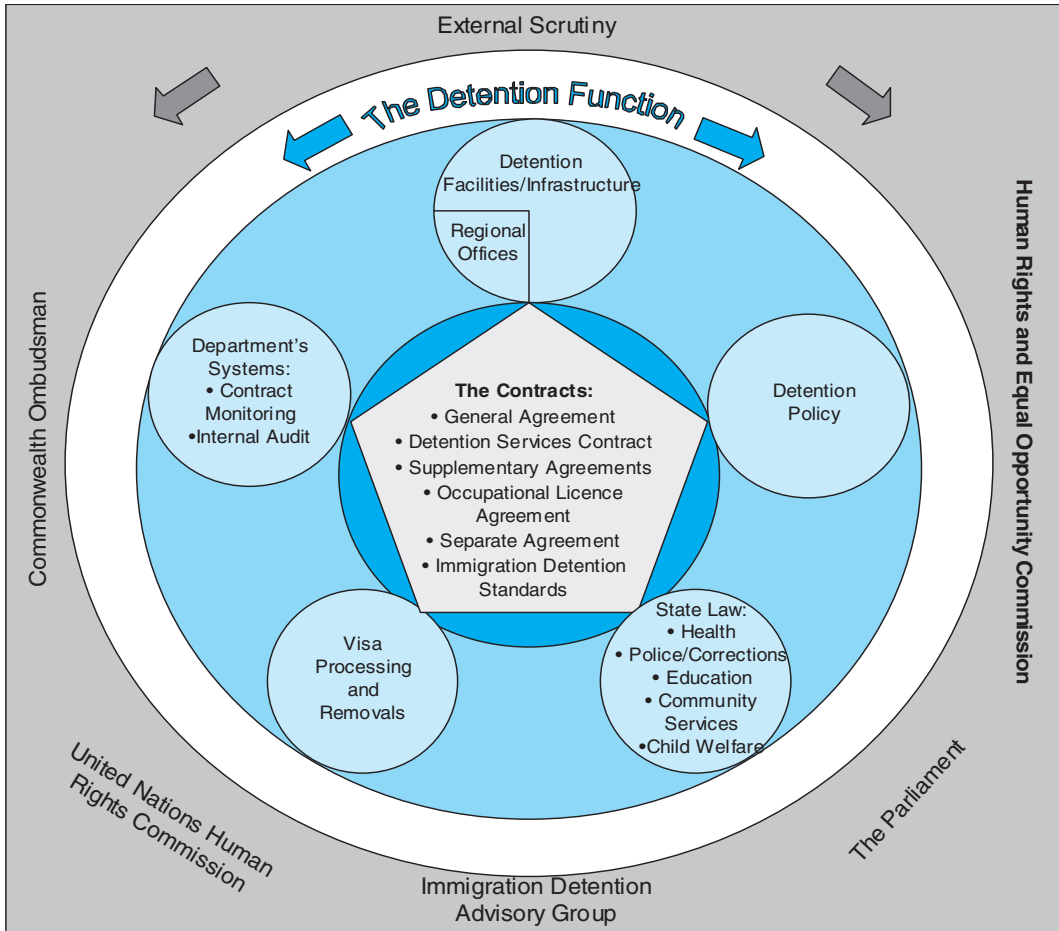 External Scrutiny
The Detention Function
Detention
Facilities/Infrastructure
Regional
Offices
Department's
Systems:
• Contract
Monitoring
•Internal Audit
The Contracts:
• General Agreement
• Detention Services Contract
• Supplementary Agreements
• Occupational Licence
Agreement
• Separate Agreement
• Immigration Detention
Standards
Detention
Policy
Visa
Processing
and
Removals
State Law:
• Health
• Police/Corrections
• Education
• Community
Services
•Child Welfare
Commonwealth Ombudsman
Human Rights and Equal Opportunity Commission
United Nations Human
Rights Commission
The Parliament
Immigration Detention
Advisory Group